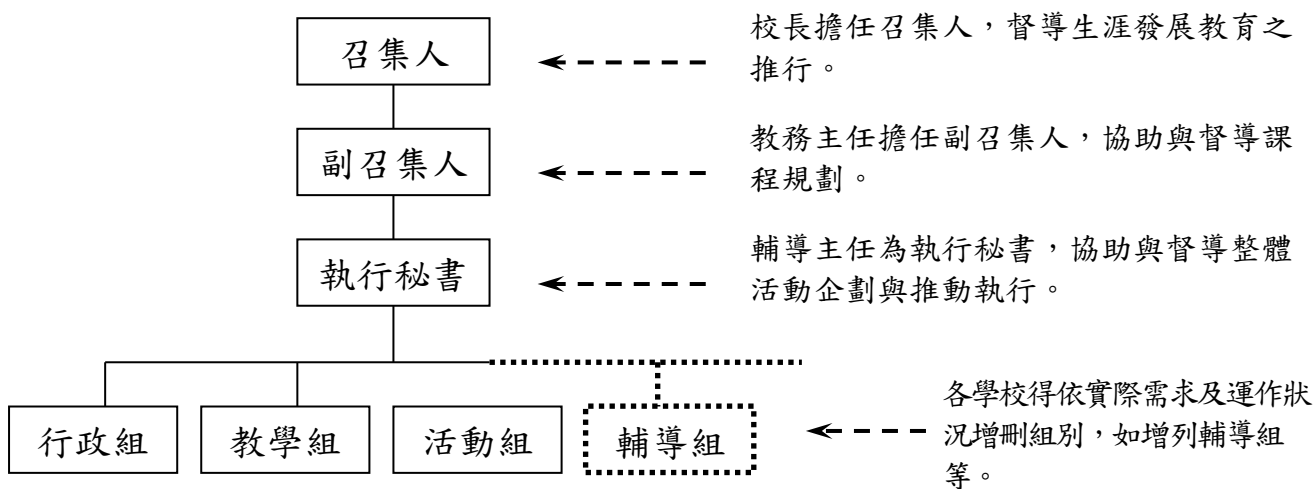 召集人
校長擔任召集人，督導生涯發展教育之
推行。
副召集人
教務主任擔任副召集人，協助與督導課
程規劃。
執行秘書
輔導主任為執行秘書，協助與督導整體
活動企劃與推動執行。
行政組
教學組
活動組
輔導組
各學校得依實際需求及運作狀
況增刪組別，如增列輔導組
等。